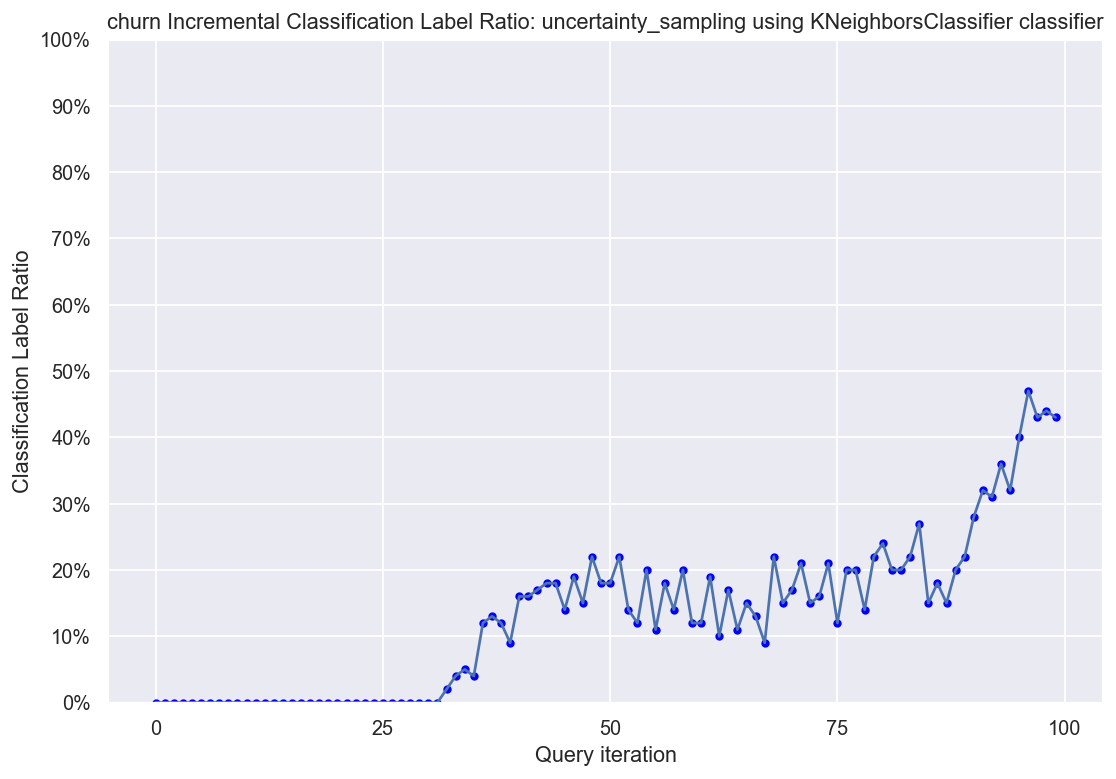 churn Incremental Classification Label Ratio: uncertainty_sampling using KNeighborsClassifier classifier
100%
90%
80%
70%
60%
50%
40%
30%
20%
10%
0%
Classification Label Ratio
0 25 50 75 100
Query iteration